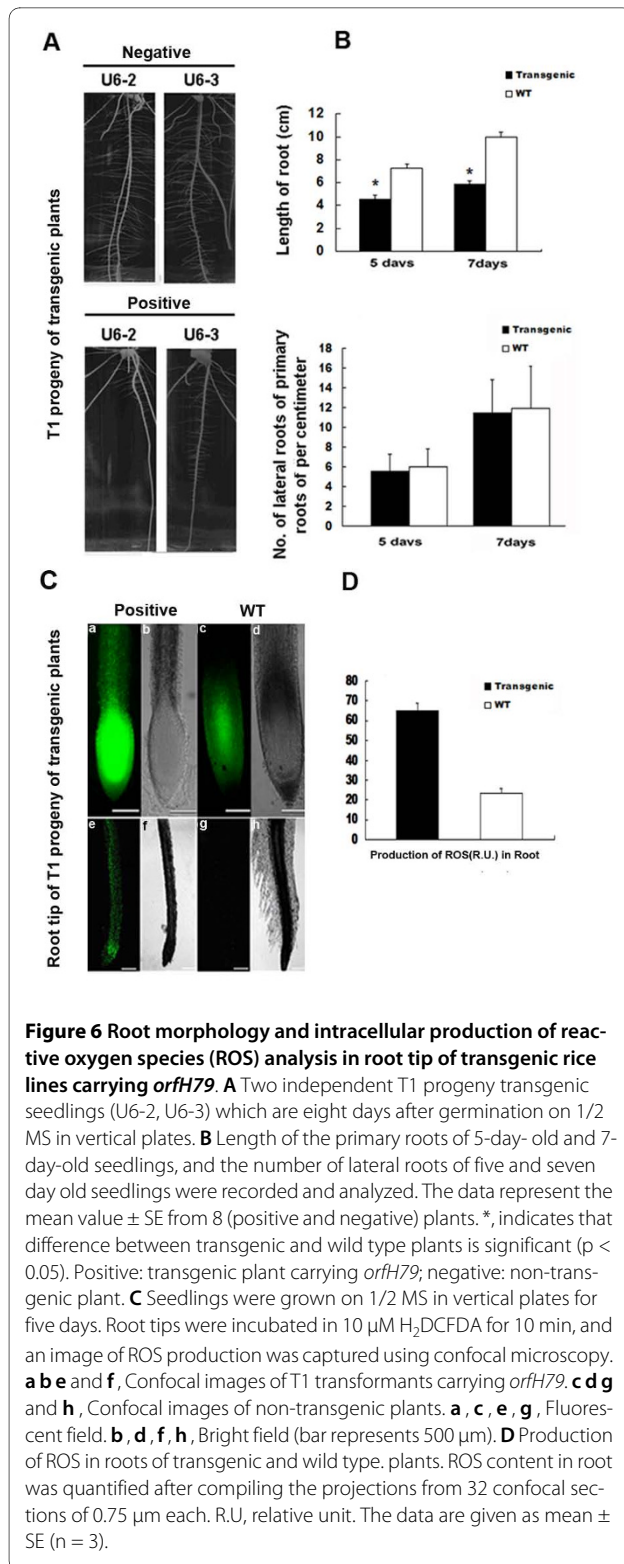 A
Negative
U6-2 U6-3
Positive
U6-2 U6-3
T1 progeny of transgenic plants
B
Transgenic
WT
Length of root (cm)
12
10
8
6
4
2
0
* *
5 days 7days
Transgenic
WT
No. of lateral roots of primary
roots of per centimeter
18
16
14
12
10
8
6
4
2
0
5 days 7days
C
Positive WT
a b c d
e f g h
Root tip of T1 progeny of transgenic plants
D
80
70
60
50
40
30
20
10
0
Transgenic
WT
Production of ROS(R.U.) in Root
Figure 6 Root morphology and intracellular production of reac-
tive oxygen species (ROS) analysis in root tip of transgenic rice
lines carrying orfH79. A Two independent T1 progeny transgenic
seedlings (U6-2, U6-3) which are eight days after germination on 1/2
MS in vertical plates. B Length of the primary roots of 5-day- old and 7-
day-old seedlings, and the number of lateral roots of five and seven
day old seedlings were recorded and analyzed. The data represent the
mean value ± SE from 8 (positive and negative) plants. *, indicates that
difference between transgenic and wild type plants is significant (p <
0.05). Positive: transgenic plant carrying orfH79; negative: non-trans-
genic plant. C Seedlings were grown on 1/2 MS in vertical plates for
five days. Root tips were incubated in 10 μM H₂DCFDA for 10 min, and
an image of ROS production was captured using confocal microscopy.
a b e and f , Confocal images of T1 transformants carrying orfH79. c d g
and h , Confocal images of non-transgenic plants. a , c , e , g , Fluores-
cent field. b , d , f, h , Bright field (bar represents 500 μm). D Production
of ROS in roots of transgenic and wild type. plants. ROS content in root
was quantified after compiling the projections from 32 confocal sec-
tions of 0.75 μm each. R.U, relative unit. The data are given as mean ±
SE (n = 3).